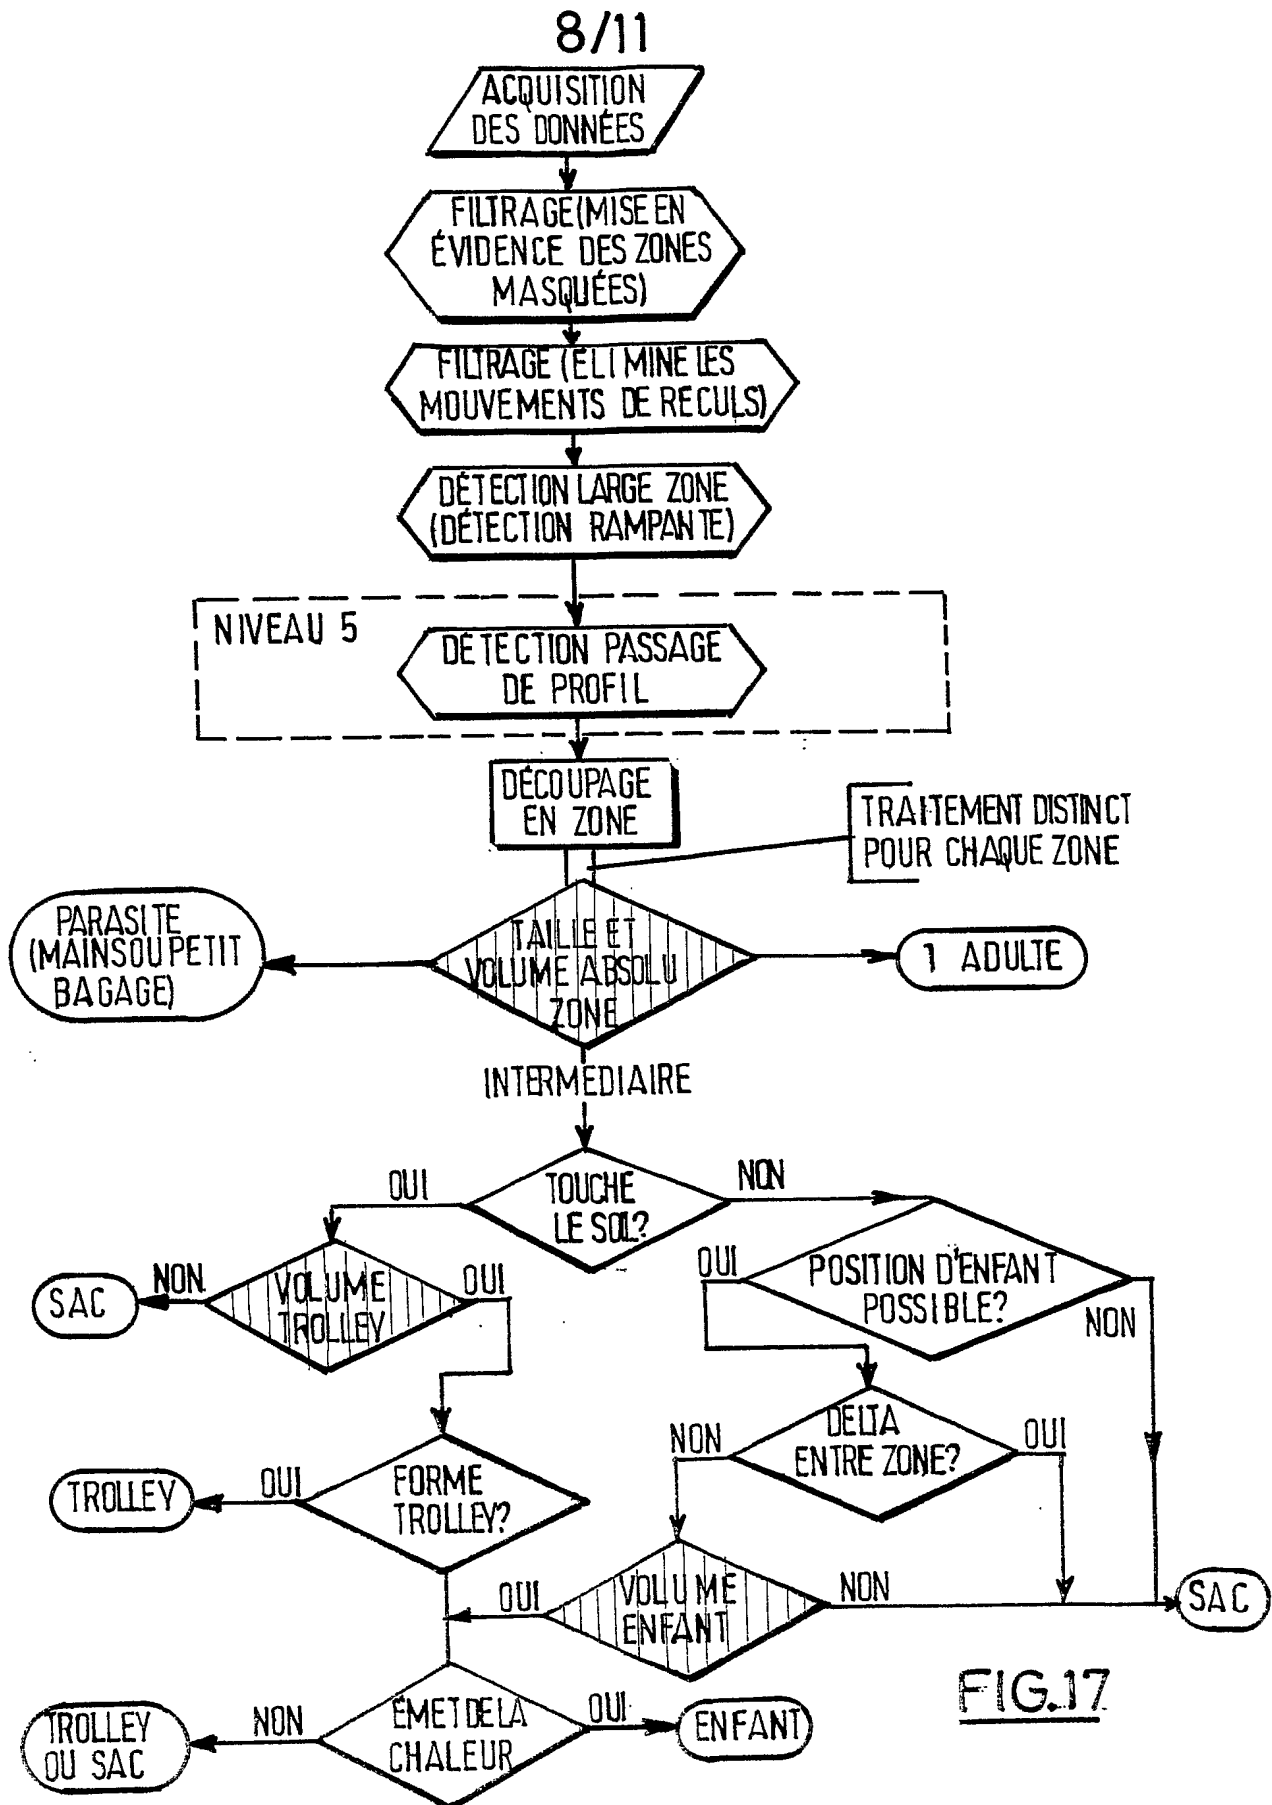 8/11
ACQUISITION
DES DONNÉES
FILTRAGE (MISE EN
ÉVIDENCE DES ZONES
MASQUÉES)
FILTRAGE (ÉLIMINE LES
MOUVEMENTS DE RECULS)
DÉTECTION LARGE ZONE
(DÉTECTION RAMPANTE)
NIVEAU 5
DÉTECTION PASSAGE
DE PROFIL
DÉCOUPAGE
EN ZONE
TRAITEMENT DISTINCT
POUR CHAQUE ZONE
PARASITE
(MAINS OU PETIT
BAGAGE)
TAILLE ET
VOLUME ABSOLU
ZONE
1 ADULTE
INTERMEDIAIRE
OUI
TOUCHE
LE SOL?
NON
SAC
NON
VOLUME
TROLLEY
OUI
OUI
POSITION D'ENFANT
POSSIBLE?
NON
NON
DELTA
ENTRE ZONE?
OUI
TROLLEY
OUI
FORME
TROLLEY?
OUI
VOLUME
ENFANT
NON
SAC
TROLLEY
OU SAC
NON
ÉMET DE LA
CHALEUR
OUI
ENFANT
FIG.17